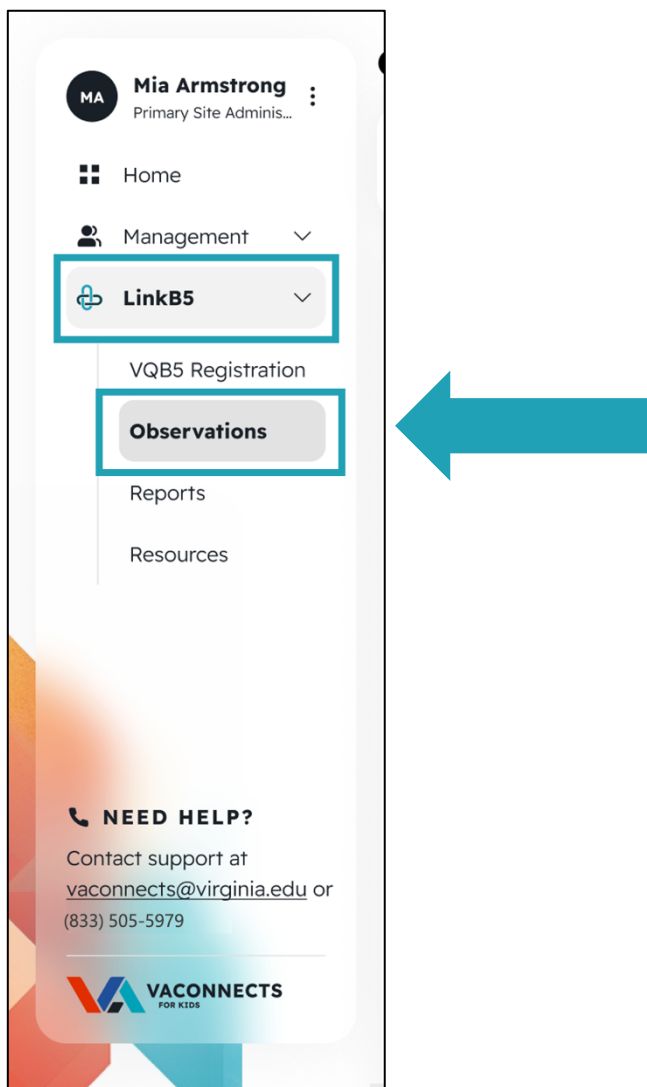 MA
Mia Armstrong
Primary Site Adminis...
Home
Management
LinkB5
VQB5 Registration
Observations
Reports
Resources
NEED HELP?
Contact support at
vaconnects@virginia.edu or
(833) 505-5979
VACONNECTS
FOR KIDS